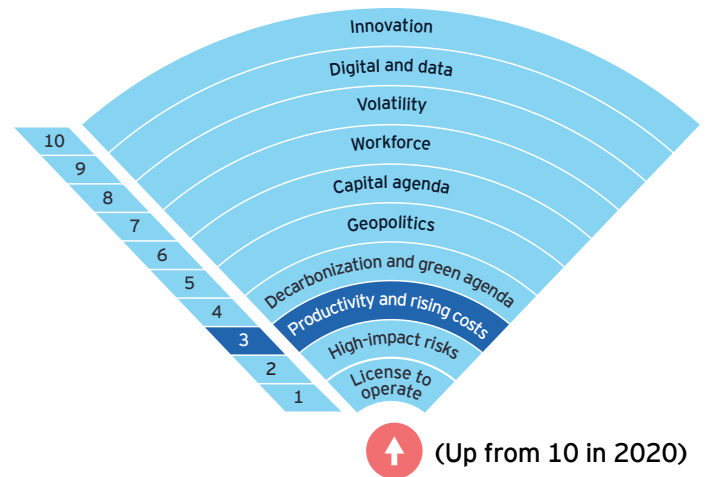 Innovation
Digital and data
Volatility
Workforce
Capital agenda
Geopolitics
Decarbonization and green agenda
Productivity and rising costs
High-impact risks
License to
operate
10
9
8
7
6
5
4
3
2
1
(Up from 10 in 2020)